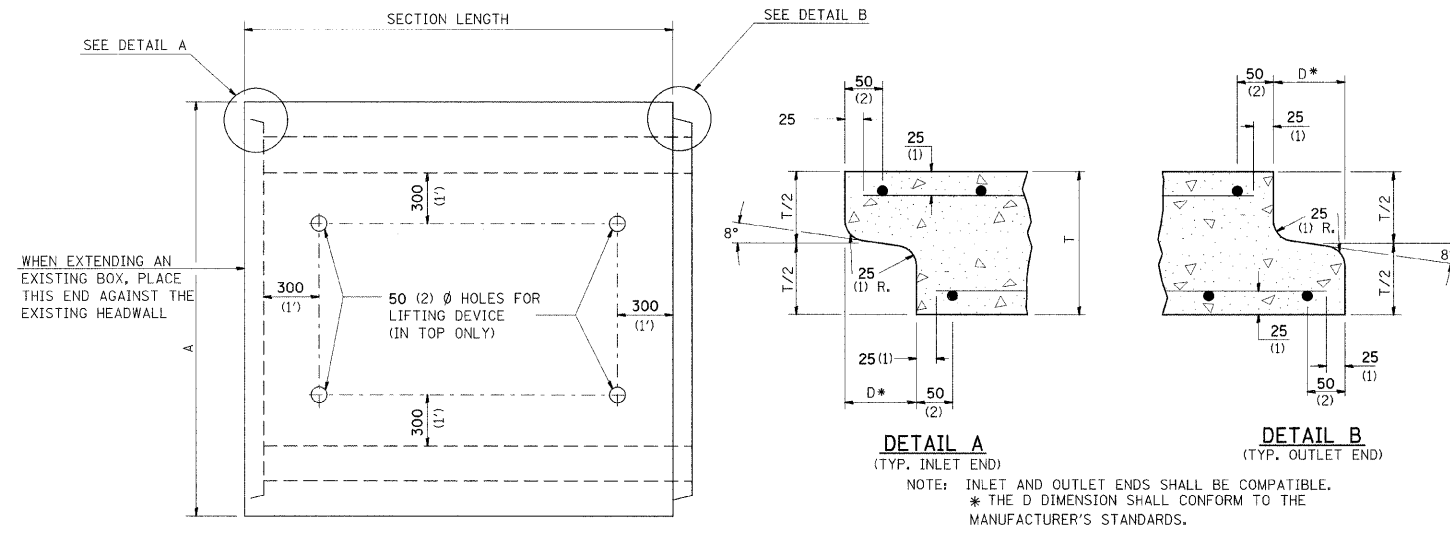 SECTION LENGTH
SEE DETAIL B
SEE DETAIL A
WHEN EXTENDING AN
EXISTING BOX, PLACE
THIS END AGAINST THE
EXISTING HEADWALL
A
300
(1')
300
(1')
50 (2) Ø HOLES FOR
LIFTING DEVICE
(IN TOP ONLY)
300
(1')
300
(1')
50
(2)
25
25
(1)
T/2
T/2
8°
T
25
(1) R.
25 (1)
D*
50
(2)
DETAIL A
(TYP. INLET END)
50
(2)
D*
25
(1)
T/2
T/2
25
(1) R.
8°
25
(1)
25
(1)
50
(2)
DETAIL B
(TYP. OUTLET END)
NOTE: INLET AND OUTLET ENDS SHALL BE COMPATIBLE.
* THE D DIMENSION SHALL CONFORM TO THE
MANUFACTURER'S STANDARDS.